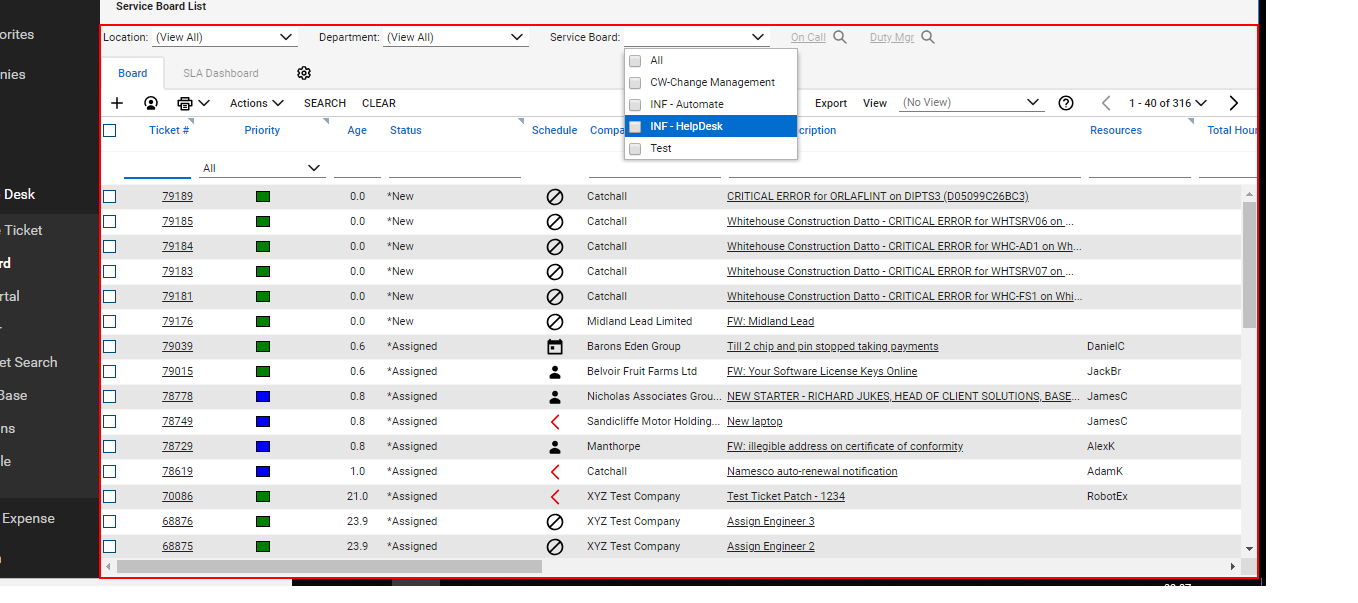 Service Board List
orites
nies
Desk
Ticket
rd
rtal
et Search
Base
ns
le
Expense
Location: (View All) Department: (View All) Service Board: On Call Duty Mgr
All
CW-Change Management
INF - Automate
INF - HelpDesk
Test
Board SLA Dashboard
Actions SEARCH CLEAR Export View (No View) 1 - 40 of 316
Ticket # Priority Age Status Schedule Compa cription Resources Total Hour
All
79189 0.0 *New Catchall CRITICAL ERROR for ORLAFLINT on DIPTS3 (D05099C26BC3)
79185 0.0 *New Catchall Whitehouse Construction Datto - CRITICAL ERROR for WHTSRV06 on ...
79184 0.0 *New Catchall Whitehouse Construction Datto - CRITICAL ERROR for WHC-AD1 on Wh...
79183 0.0 *New Catchall Whitehouse Construction Datto - CRITICAL ERROR for WHTSRV07 on ...
79181 0.0 *New Catchall Whitehouse Construction Datto - CRITICAL ERROR for WHC-FS1 on Whi...
79176 0.0 *New Midland Lead Limited FW: Midland Lead
79039 0.6 *Assigned Barons Eden Group Till 2 chip and pin stopped taking payments DanielC
79015 0.6 *Assigned Belvoir Fruit Farms Ltd FW: Your Software License Keys Online JackBr
78778 0.8 *Assigned Nicholas Associates Grou... NEW STARTER - RICHARD JUKES, HEAD OF CLIENT SOLUTIONS, BASE... JamesC
78749 0.8 *Assigned Sandicliffe Motor Holding... New laptop JamesC
78729 0.8 *Assigned Manthorpe FW: illegible address on certificate of conformity AlexK
78619 1.0 *Assigned Catchall Namesco auto-renewal notification AdamK
70086 21.0 *Assigned XYZ Test Company Test Ticket Patch - 1234 RobotEx
68876 23.9 *Assigned XYZ Test Company Assign Engineer 3
68875 23.9 *Assigned XYZ Test Company Assign Engineer 2